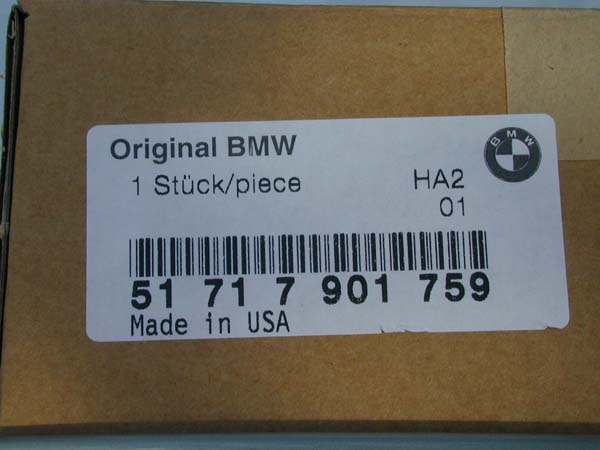 Original BMW
BMW
1 Stück/piece HA2
01
51 71 7 901 759
Made in USA